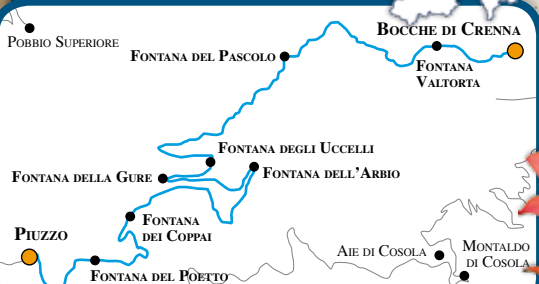 BOCCHE DI CRENNA
POBBIO SUPERIORE
FONTANA DEL PASCOLO
FONTANA
VALTORTA
FONTANA DEGLI UCCELLI
FONTANA DELLA GURE
FONTANA DELL'ARBIO
FONTANA
DEI COPPAI
PIUZZO
AIE DI COSOLA
MONTALDO
DI COSOLA
FONTANA DEL POETTO